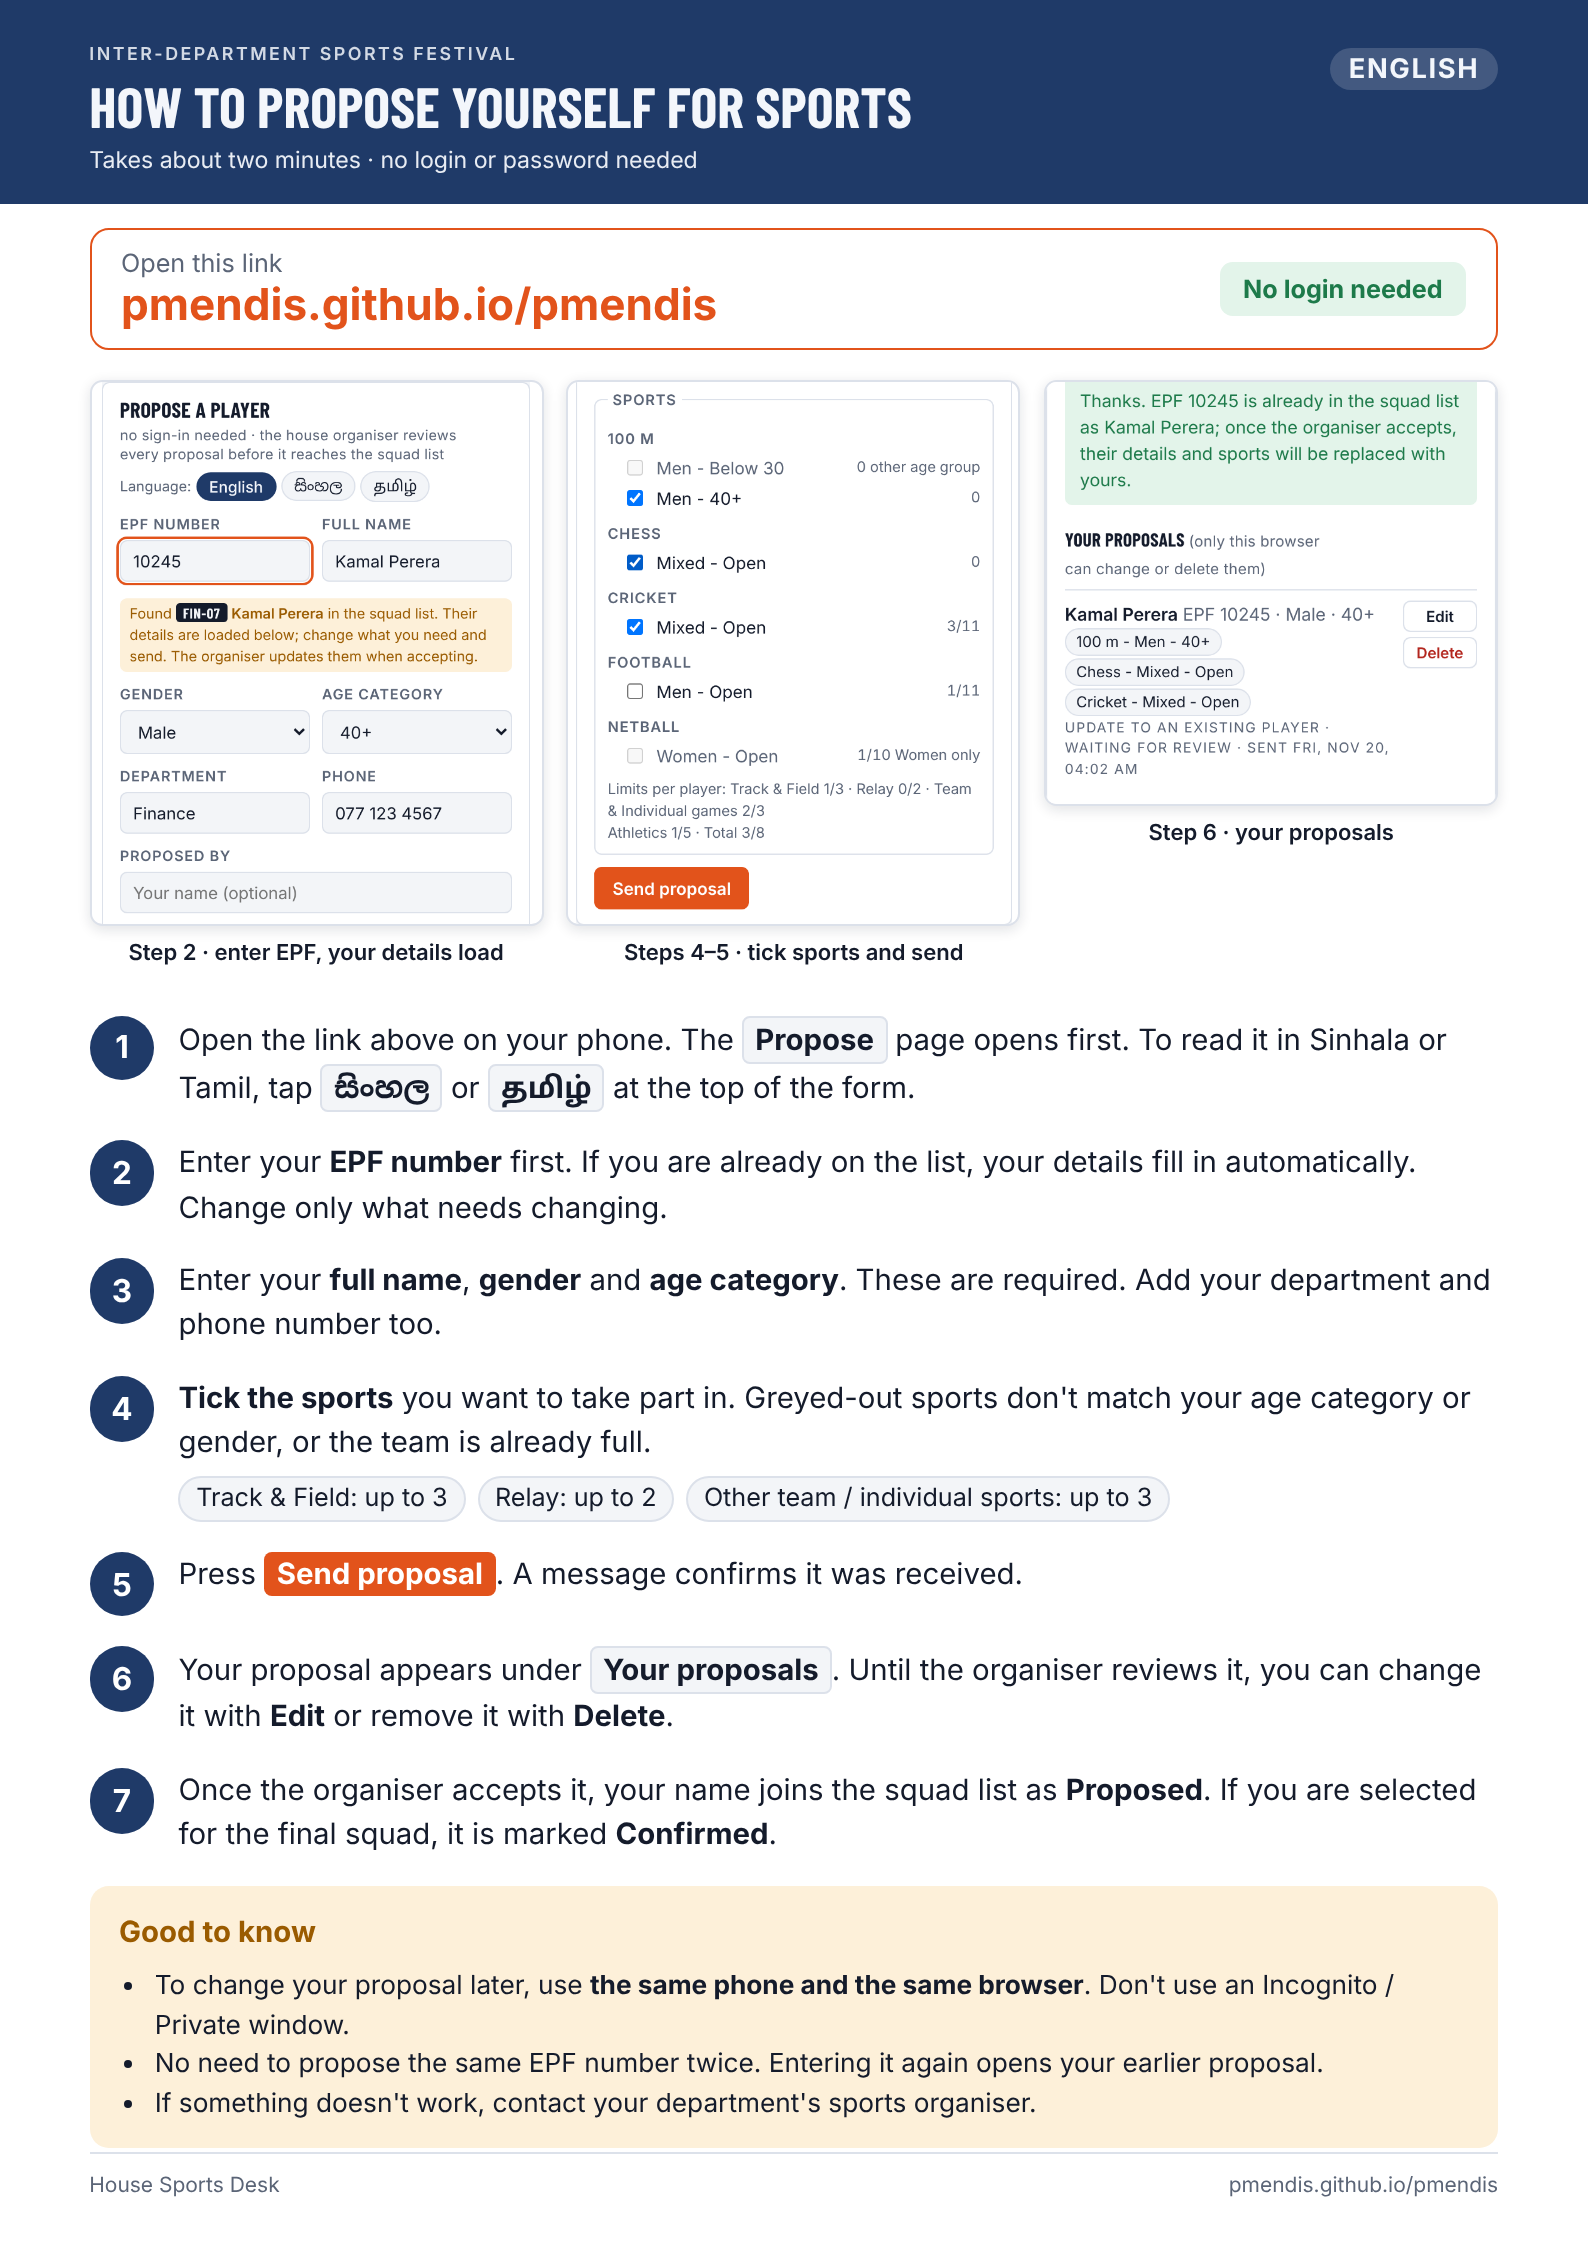 INTER-DEPARTMENT SPORTS FESTIVAL
ENGLISH
HOW TO PROPOSE YOURSELF FOR SPORTS
Takes about two minutes · no login or password needed
Open this link
pmendis.github.io/pmendis
No login needed
PROPOSE A PLAYER
no sign-in needed · the house organiser reviews
every proposal before it reaches the squad list
Language: English සිංහල தமிழ்
EPF NUMBER FULL NAME
10245 Kamal Perera
Found FIN-07 Kamal Perera in the squad list. Their
details are loaded below; change what you need and
send. The organiser updates them when accepting.
GENDER AGE CATEGORY
Male 40+
DEPARTMENT PHONE
Finance 077 123 4567
PROPOSED BY
Your name (optional)
Step 2 · enter EPF, your details load
SPORTS
100 M
Men - Below 30 0 other age group
Men - 40+ 0
CHESS
Mixed - Open 0
CRICKET
Mixed - Open 3/11
FOOTBALL
Men - Open 1/11
NETBALL
Women - Open 1/10 Women only
Limits per player: Track & Field 1/3 · Relay 0/2 · Team
& Individual games 2/3
Athletics 1/5 · Total 3/8
Send proposal
Steps 4–5 · tick sports and send
Thanks. EPF 10245 is already in the squad list
as Kamal Perera; once the organiser accepts,
their details and sports will be replaced with
yours.
YOUR PROPOSALS (only this browser
can change or delete them)
Kamal Perera EPF 10245 · Male · 40+ Edit
100 m - Men - 40+
Delete
Chess - Mixed - Open
Cricket - Mixed - Open
UPDATE TO AN EXISTING PLAYER ·
WAITING FOR REVIEW · SENT FRI, NOV 20,
04:02 AM
Step 6 · your proposals
1 Open the link above on your phone. The Propose page opens first. To read it in Sinhala or
Tamil, tap සිංහල or தமிழ் at the top of the form.
2 Enter your EPF number first. If you are already on the list, your details fill in automatically.
Change only what needs changing.
3 Enter your full name, gender and age category. These are required. Add your department and
phone number too.
4 Tick the sports you want to take part in. Greyed-out sports don't match your age category or
gender, or the team is already full.
Track & Field: up to 3 Relay: up to 2 Other team / individual sports: up to 3
5 Press Send proposal. A message confirms it was received.
6 Your proposal appears under Your proposals. Until the organiser reviews it, you can change
it with Edit or remove it with Delete.
7 Once the organiser accepts it, your name joins the squad list as Proposed. If you are selected
for the final squad, it is marked Confirmed.
Good to know
• To change your proposal later, use the same phone and the same browser. Don't use an Incognito /
Private window.
• No need to propose the same EPF number twice. Entering it again opens your earlier proposal.
• If something doesn't work, contact your department's sports organiser.
House Sports Desk pmendis.github.io/pmendis